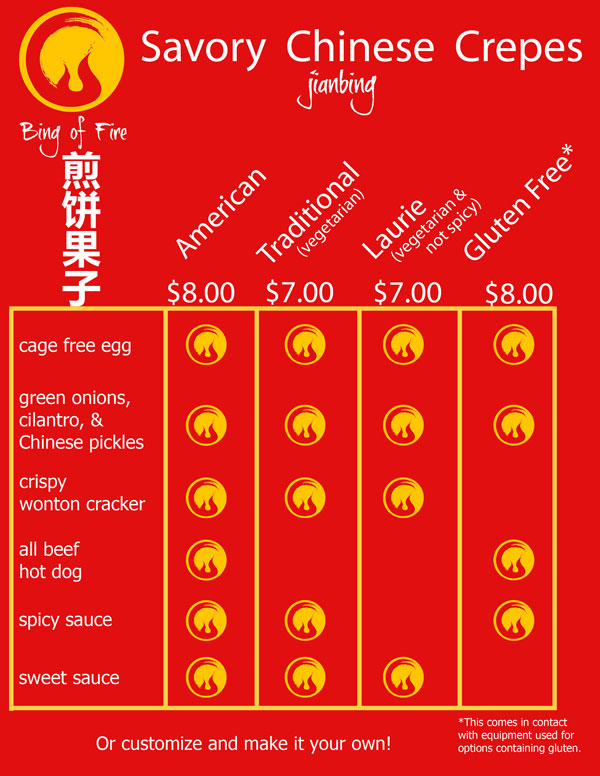 Savory Chinese Crepes
jianbing
Bing of Fire
煎饼果子
American
Traditional
(vegetarian)
Laurie
(vegetarian &
not spicy)
Gluten Free*
$8.00
$7.00
$7.00
$8.00
cage free egg
green onions,
cilantro, &
Chinese pickles
crispy
wonton cracker
all beef
hot dog
spicy sauce
sweet sauce
Or customize and make it your own!
*This comes in contact
with equipment used for
options containing gluten.